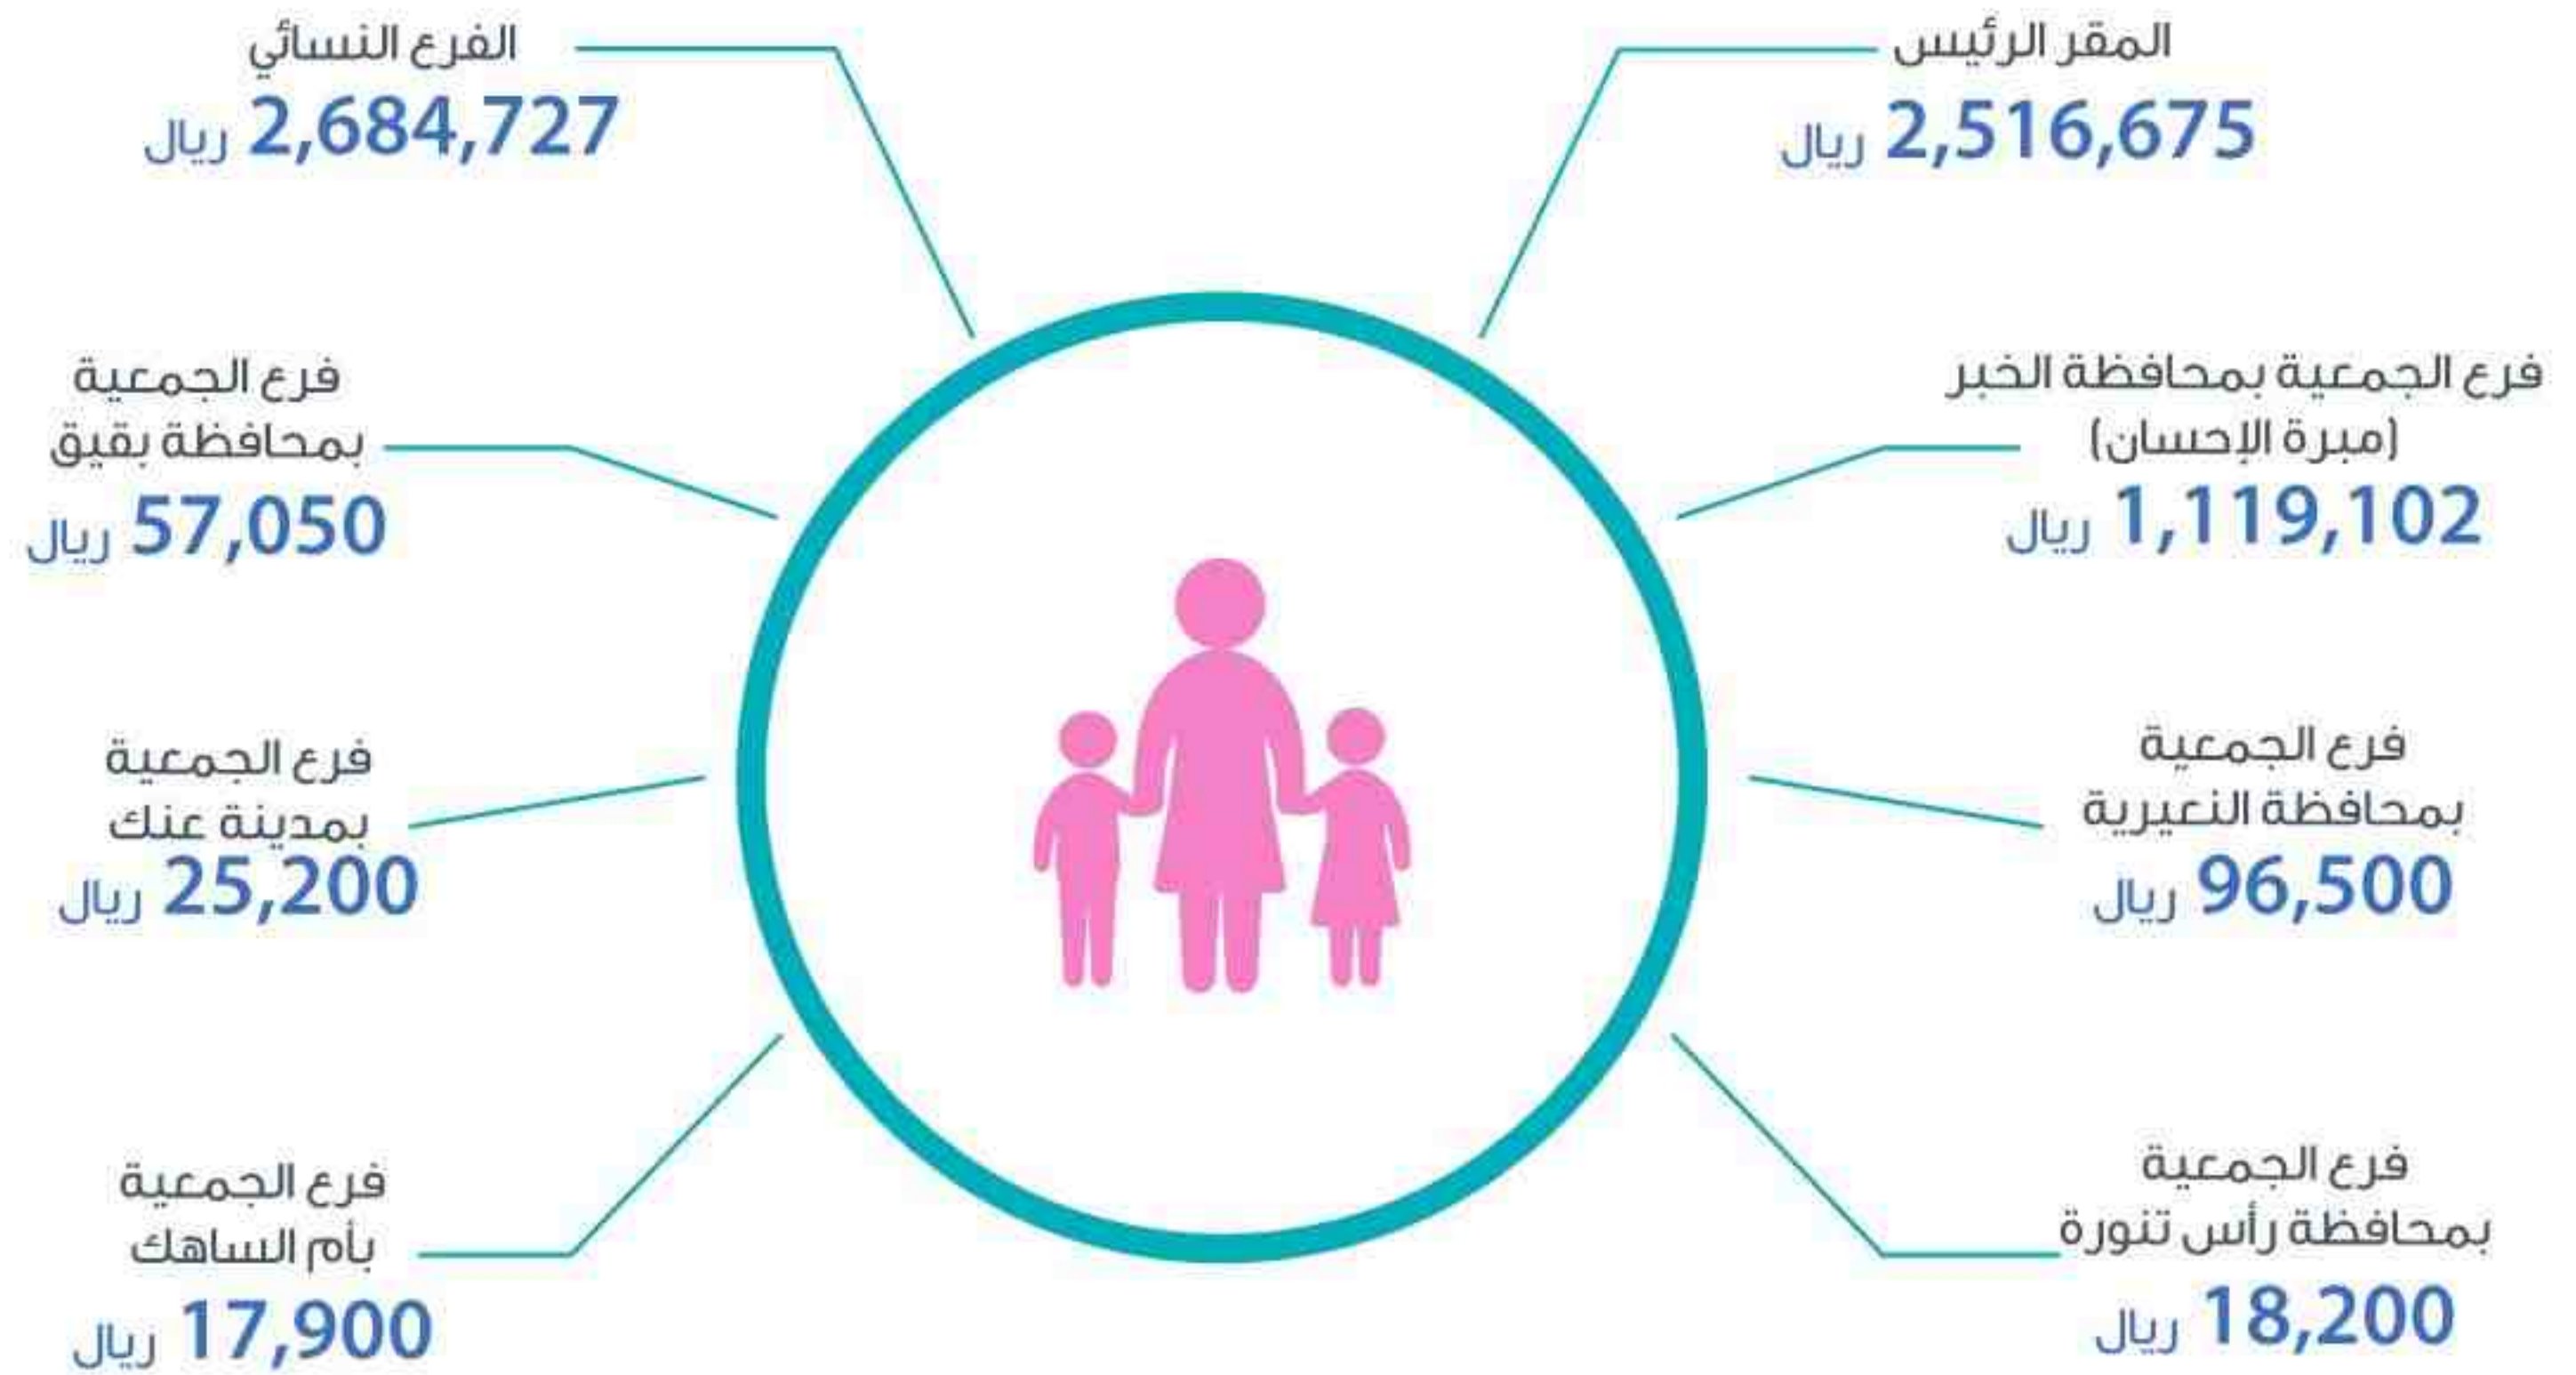 المقر الرئيس
2,516,675 ريال
الفرع النسائي
2,684,727 ريال
فرع الجمعية بمحافظة الخبر
(مبرة الإحسان)
1,119,102 ريال
فرع الجمعية
بمحافظة بقيق
57,050 ريال
فرع الجمعية
بمحافظة النعيرية
96,500 ريال
فرع الجمعية
بمدينة عنك
25,200 ريال
فرع الجمعية
بمحافظة رأس تنورة
18,200 ريال
فرع الجمعية
بأم الساهك
17,900 ريال